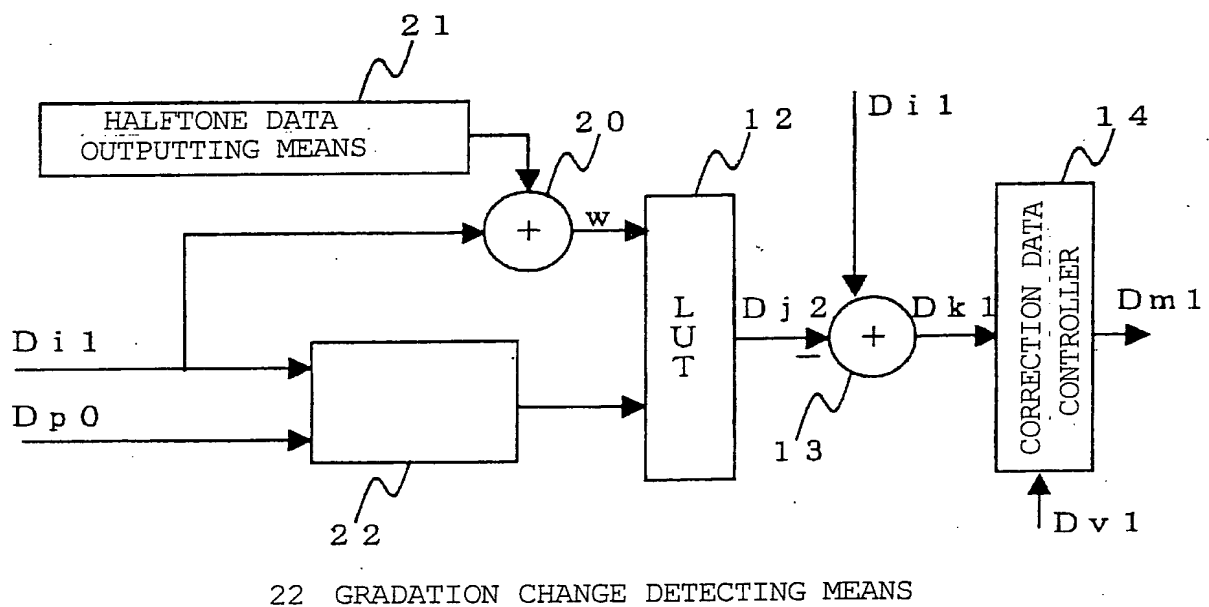 21
HALFTONE DATA
OUTPUTTING MEANS
20
12
Di1
14
+
w
LUT
Di1
Dp0
Dj2
−
+
Dk1
CORRECTION DATA
CONTROLLER
Dm1
13
22
Dv1
22 GRADATION CHANGE DETECTING MEANS